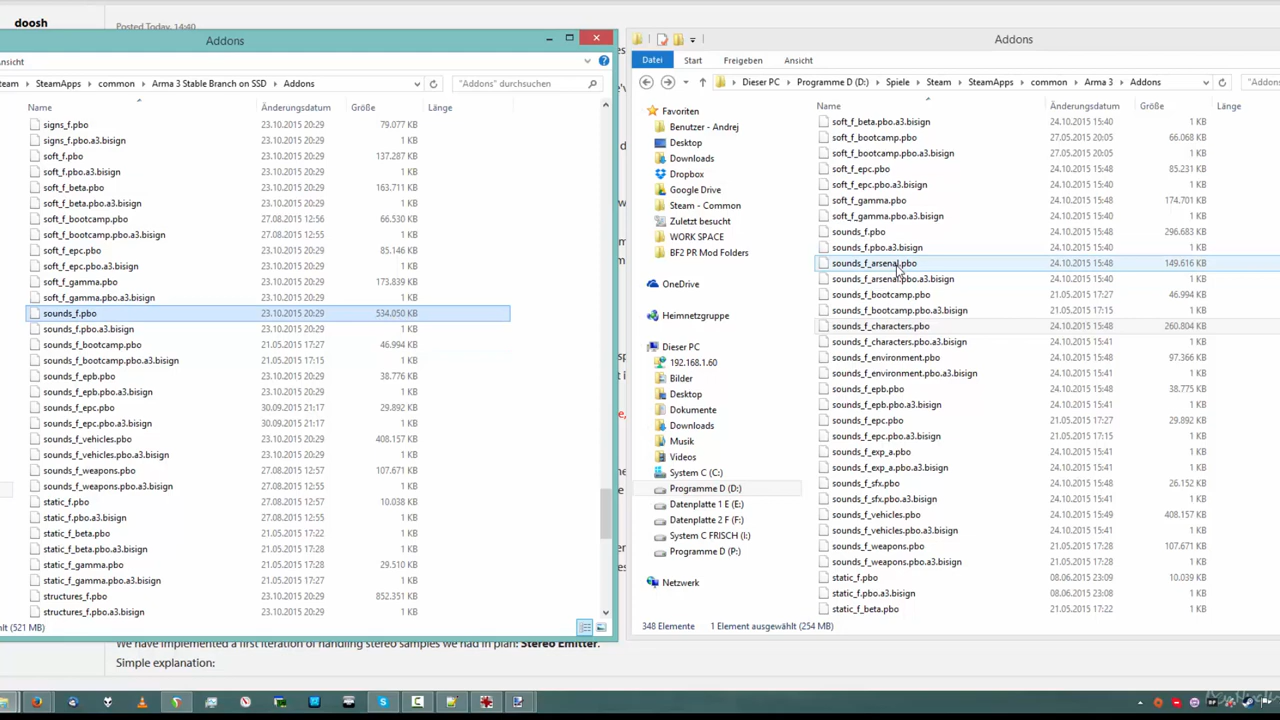 doosh
Posted Today, 14:40
Addons
Ansicht
SteamApps
common
Arma 3 Stable Branch on SSD
Addons
"Addons" durchsuchen
Name
Änderungsdatum
Größe
Länge
signs_f.pbo 23.10.2015 20:29 79.077 KB
signs_f.pbo.a3.bisign 23.10.2015 20:29 1 KB
soft_f.pbo 23.10.2015 20:29 137.287 KB
soft_f.pbo.a3.bisign 23.10.2015 20:29 1 KB
soft_f_beta.pbo 23.10.2015 20:29 163.711 KB
soft_f_beta.pbo.a3.bisign 23.10.2015 20:29 1 KB
soft_f_bootcamp.pbo 27.08.2015 12:56 66.530 KB
soft_f_bootcamp.pbo.a3.bisign 27.08.2015 12:55 1 KB
soft_f_epc.pbo 23.10.2015 20:29 85.146 KB
soft_f_epc.pbo.a3.bisign 23.10.2015 20:29 1 KB
soft_f_gamma.pbo 23.10.2015 20:29 173.839 KB
soft_f_gamma.pbo.a3.bisign 23.10.2015 20:29 1 KB
sounds_f.pbo 23.10.2015 20:29 534.050 KB
sounds_f.pbo.a3.bisign 23.10.2015 20:29 1 KB
sounds_f_bootcamp.pbo 21.05.2015 17:27 46.994 KB
sounds_f_bootcamp.pbo.a3.bisign 21.05.2015 17:15 1 KB
sounds_f_epb.pbo 23.10.2015 20:29 38.776 KB
sounds_f_epb.pbo.a3.bisign 23.10.2015 20:29 1 KB
sounds_f_epc.pbo 30.09.2015 21:17 29.892 KB
sounds_f_epc.pbo.a3.bisign 30.09.2015 21:17 1 KB
sounds_f_vehicles.pbo 23.10.2015 20:29 408.157 KB
sounds_f_vehicles.pbo.a3.bisign 23.10.2015 20:29 1 KB
sounds_f_weapons.pbo 27.08.2015 12:57 107.671 KB
sounds_f_weapons.pbo.a3.bisign 27.08.2015 12:57 1 KB
static_f.pbo 27.08.2015 12:57 10.038 KB
static_f.pbo.a3.bisign 27.08.2015 12:55 1 KB
static_f_beta.pbo 21.05.2015 17:22 1 KB
static_f_beta.pbo.a3.bisign 21.05.2015 17:28 1 KB
static_f_gamma.pbo 21.05.2015 17:28 29.510 KB
static_f_gamma.pbo.a3.bisign 21.05.2015 17:27 1 KB
structures_f.pbo 23.10.2015 20:29 852.351 KB
structures_f.pbo.a3.bisign 23.10.2015 20:29 1 KB
(521 MB)
Addons
Datei Start Freigeben Ansicht
Dieser PC
Programme D (D:)
Spiele
Steam
SteamApps
common
Arma 3
Addons
"Addo
Favoriten
Benutzer - Andrej
Desktop
Downloads
Dropbox
Google Drive
Steam - Common
Zuletzt besucht
WORK SPACE
BF2 PR Mod Folders
OneDrive
Heimnetzgruppe
Dieser PC
192.168.1.60
Bilder
Desktop
Dokumente
Downloads
Musik
Videos
System C (C:)
Programme D (D:)
Datenplatte 1 E (E:)
Datenplatte 2 F (F:)
System C FRISCH (I:)
Programme D (P:)
Netzwerk
Name
Änderungsdatum
Größe
Länge
soft_f_beta.pbo.a3.bisign 24.10.2015 15:40 1 KB
soft_f_bootcamp.pbo 27.05.2015 20:05 66.068 KB
soft_f_bootcamp.pbo.a3.bisign 27.05.2015 20:05 1 KB
soft_f_epc.pbo 24.10.2015 15:48 85.231 KB
soft_f_epc.pbo.a3.bisign 24.10.2015 15:48 1 KB
soft_f_gamma.pbo 24.10.2015 15:48 174.701 KB
soft_f_gamma.pbo.a3.bisign 24.10.2015 15:40 1 KB
sounds_f.pbo 24.10.2015 15:48 296.683 KB
sounds_f.pbo.a3.bisign 24.10.2015 15:40 1 KB
sounds_f_arsenal.pbo 24.10.2015 15:48 149.616 KB
sounds_f_arsenal.pbo.a3.bisign 24.10.2015 15:40 1 KB
sounds_f_bootcamp.pbo 21.05.2015 17:27 46.994 KB
sounds_f_bootcamp.pbo.a3.bisign 21.05.2015 17:15 1 KB
sounds_f_characters.pbo 24.10.2015 15:48 260.804 KB
sounds_f_characters.pbo.a3.bisign 24.10.2015 15:41 1 KB
sounds_f_environment.pbo 24.10.2015 15:48 97.366 KB
sounds_f_environment.pbo.a3.bisign 24.10.2015 15:41 1 KB
sounds_f_epb.pbo 24.10.2015 15:48 38.775 KB
sounds_f_epb.pbo.a3.bisign 24.10.2015 15:41 1 KB
sounds_f_epc.pbo 21.05.2015 17:15 29.892 KB
sounds_f_epc.pbo.a3.bisign 21.05.2015 17:15 1 KB
sounds_f_exp_a.pbo 24.10.2015 15:41 1 KB
sounds_f_exp_a.pbo.a3.bisign 24.10.2015 15:41 1 KB
sounds_f_sfx.pbo 24.10.2015 15:48 26.152 KB
sounds_f_sfx.pbo.a3.bisign 24.10.2015 15:41 1 KB
sounds_f_vehicles.pbo 24.10.2015 15:49 408.157 KB
sounds_f_vehicles.pbo.a3.bisign 24.10.2015 15:41 1 KB
sounds_f_weapons.pbo 21.05.2015 17:28 107.671 KB
sounds_f_weapons.pbo.a3.bisign 21.05.2015 17:28 1 KB
static_f.pbo 08.06.2015 23:09 10.039 KB
static_f.pbo.a3.bisign 08.06.2015 23:09 1 KB
static_f_beta.pbo 21.05.2015 17:22 1 KB
348 Elemente 1 Element ausgewählt (254 MB)
We have implemented a first iteration of handling stereo samples we had in plan: Stereo Emitter.
Simple explanation: